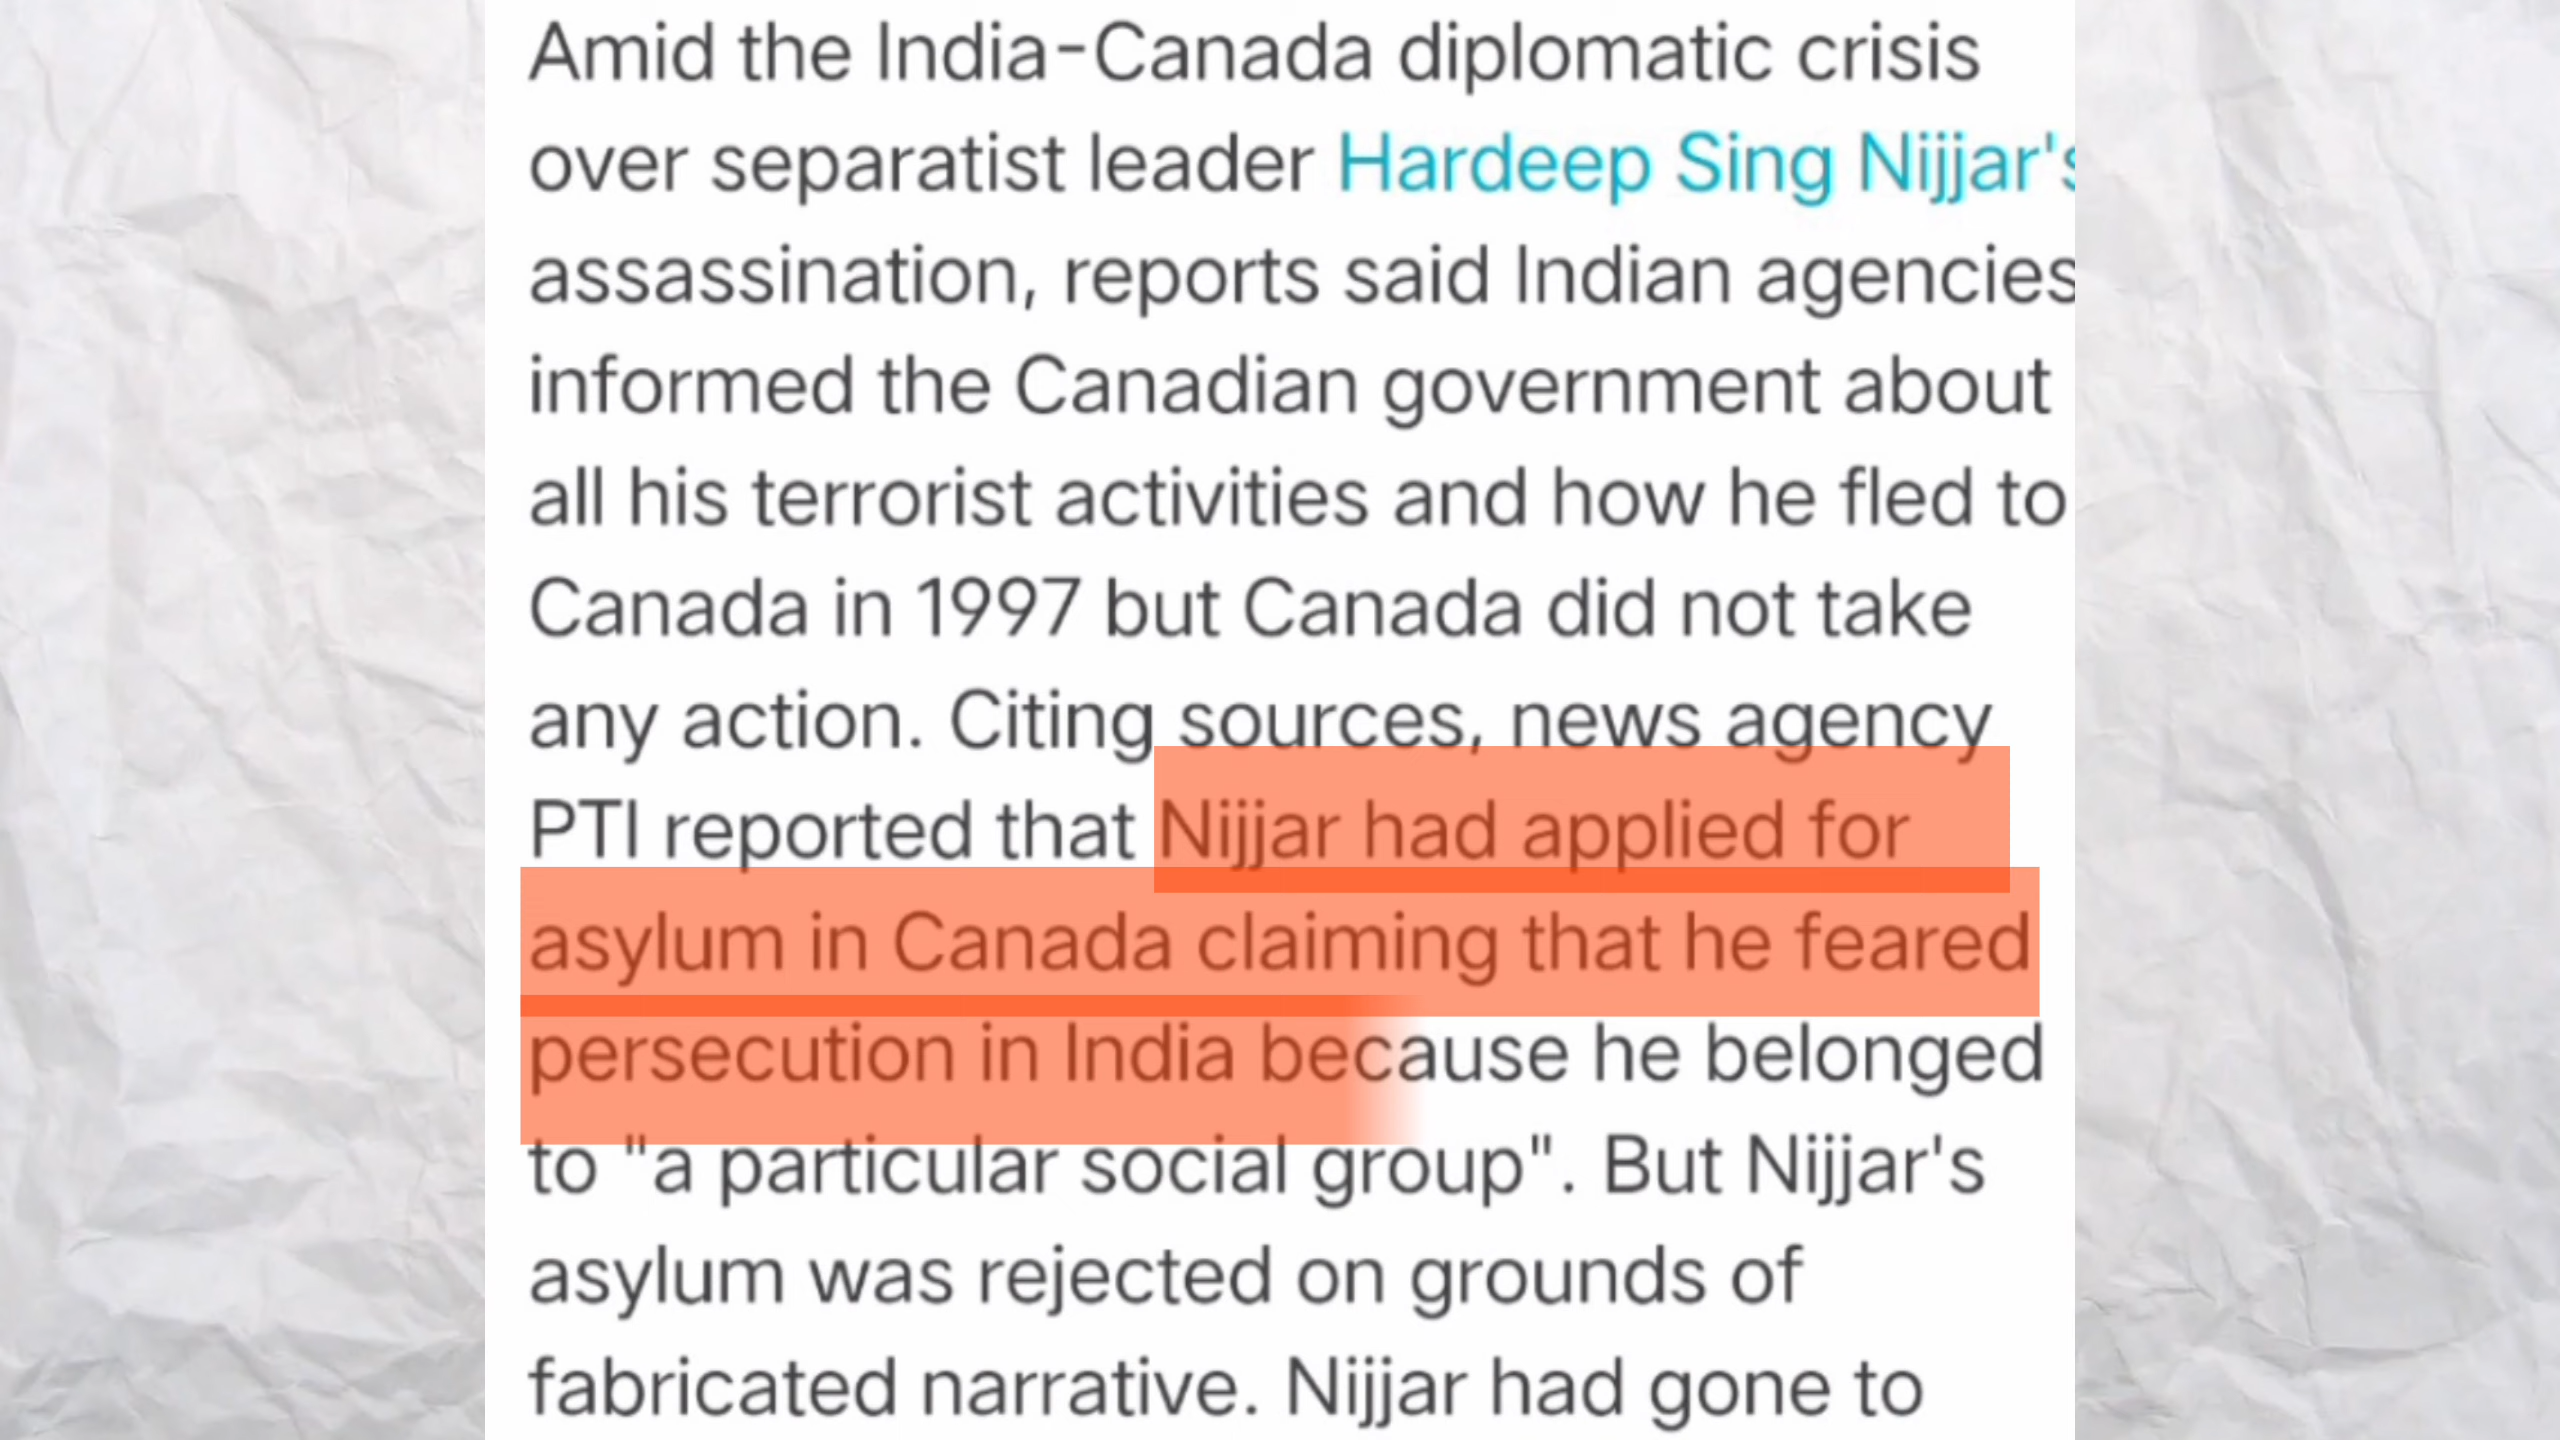 Amid the India-Canada diplomatic crisis
over separatist leader Hardeep Sing Nijjar's
assassination, reports said Indian agencies
informed the Canadian government about
all his terrorist activities and how he fled to
Canada in 1997 but Canada did not take
any action. Citing sources, news agency
PTI reported that Nijjar had applied for
asylum in Canada claiming that he feared
persecution in India because he belonged
to "a particular social group". But Nijjar's
asylum was rejected on grounds of
fabricated narrative. Nijjar had gone to